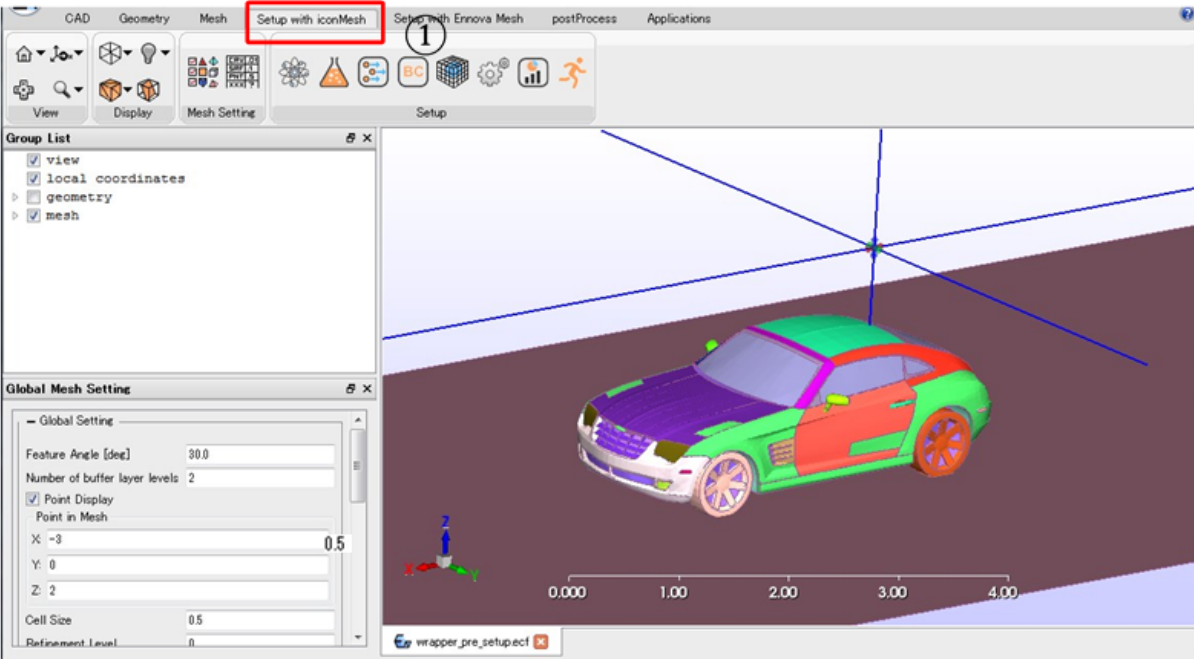 CAD Geometry Mesh Setup with iconMesh Setup with Ennova Mesh postProcess Applications
①
BC
View Display Mesh Setting Setup
Group List
view
local coordinates
geometry
mesh
Global Mesh Setting
Global Setting
Feature Angle [deg] 30.0
Number of buffer layer levels 2
Point Display
Point in Mesh
X: -3
0.5
Y: 0
Z: 2
Cell Size 0.5
Refinement Level 0
Z
X Y
0.000 1.00 2.00 3.00 4.00
wrapper_pre_setup.ecf